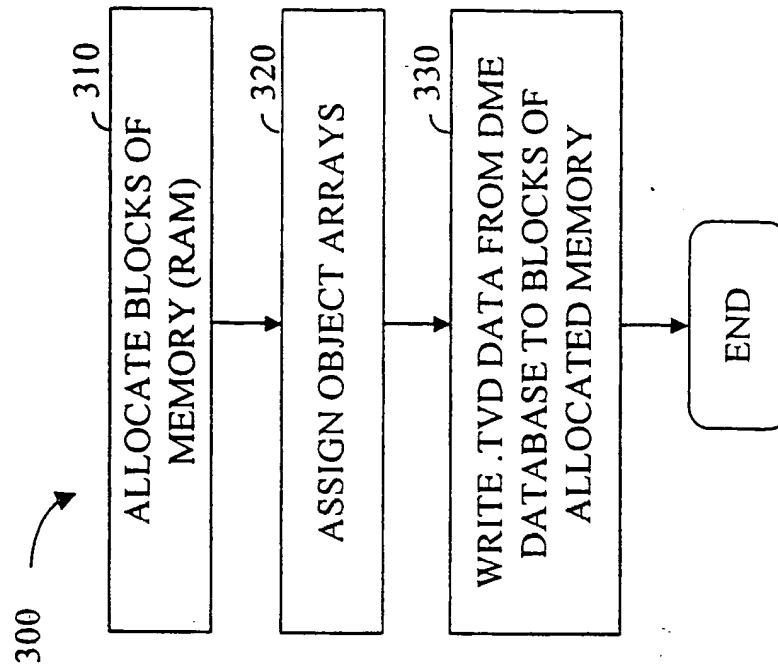 300
310
ALLOCATE BLOCKS OF
MEMORY (RAM)
320
ASSIGN OBJECT ARRAYS
330
WRITE .TVD DATA FROM DME
DATABASE TO BLOCKS OF
ALLOCATED MEMORY
END